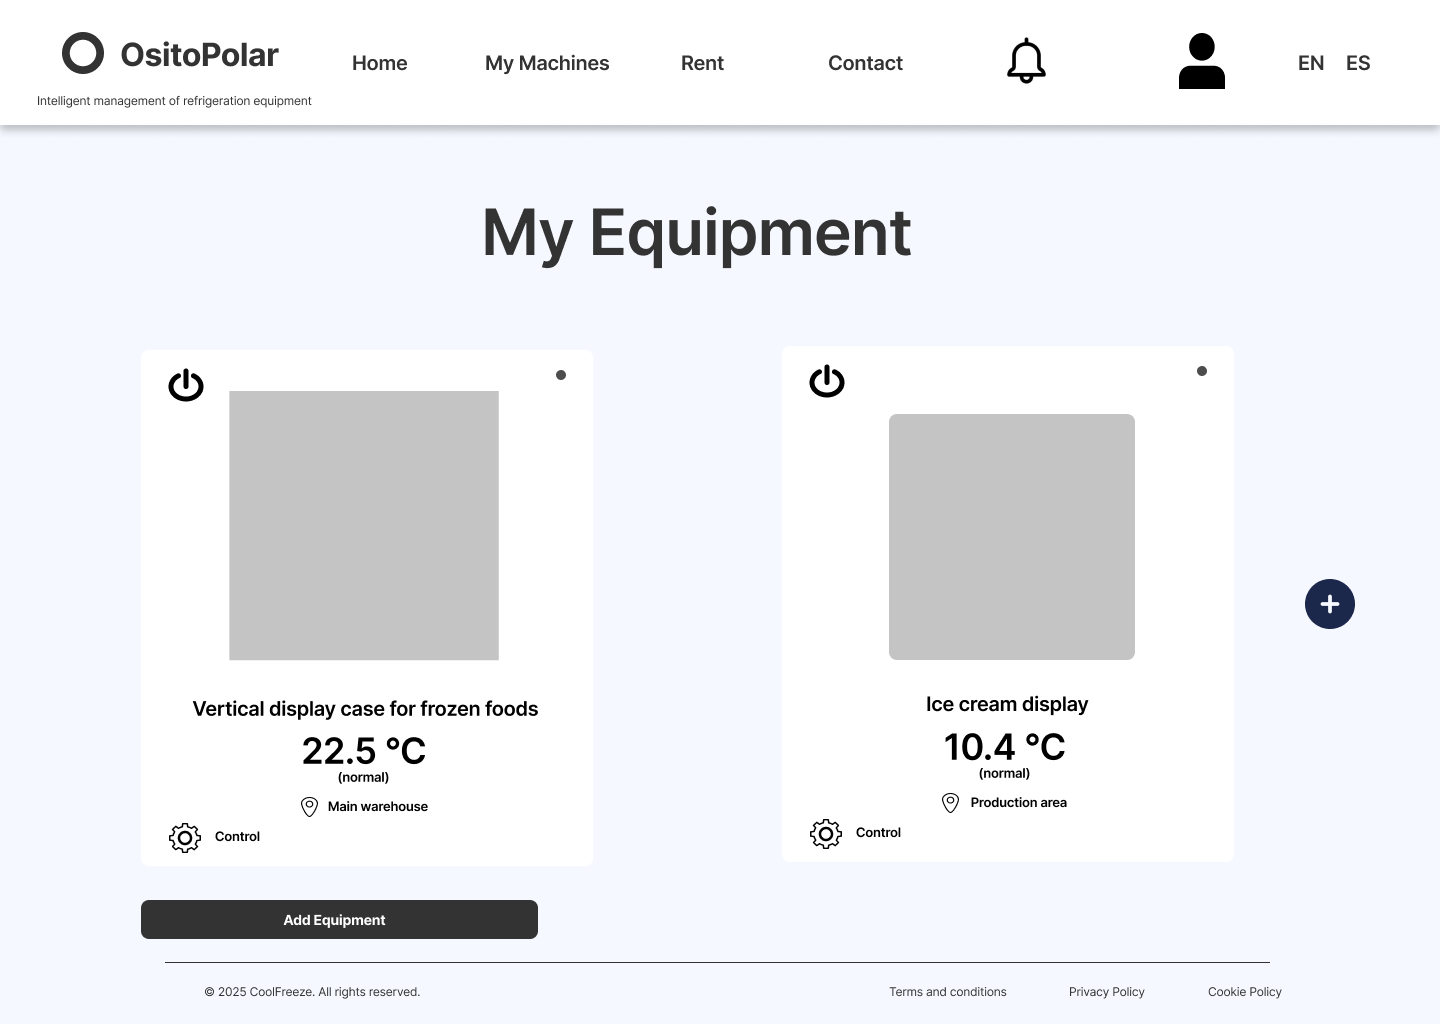 OsitoPolar
Intelligent management of refrigeration equipment
Home
My Machines
Rent
Contact
EN
ES
My Equipment
Vertical display case for frozen foods
22.5 °C
(normal)
Main warehouse
Control
Ice cream display
10.4 °C
(normal)
Production area
Control
Add Equipment
© 2025 CoolFreeze. All rights reserved.
Terms and conditions
Privacy Policy
Cookie Policy